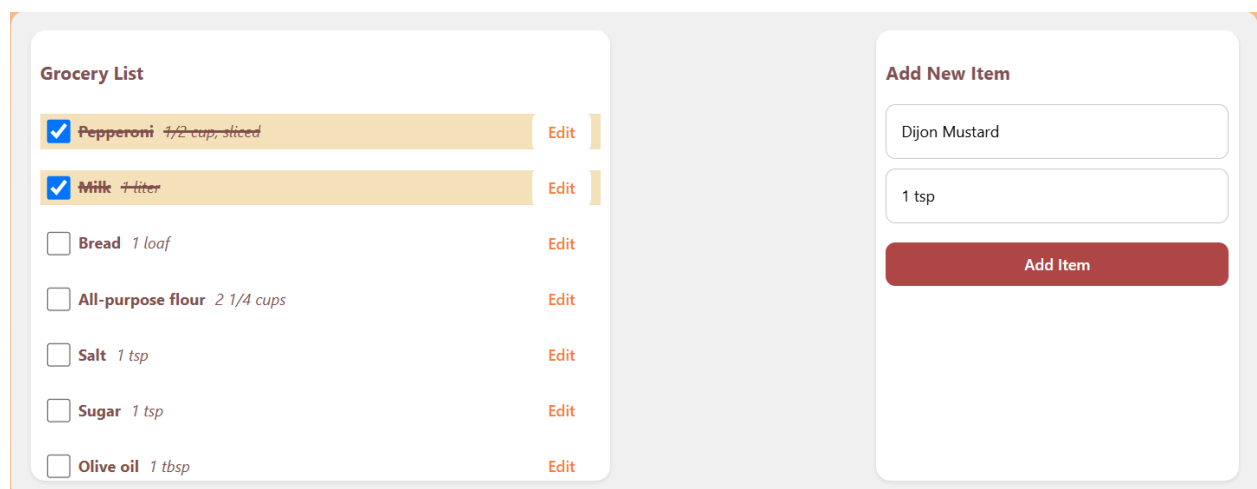 Grocery List
Pepperoni 1/2 cup, sliced Edit
Milk 1 liter Edit
Bread 1 loaf Edit
All-purpose flour 2 1/4 cups Edit
Salt 1 tsp Edit
Sugar 1 tsp Edit
Olive oil 1 tbsp Edit
Add New Item
Dijon Mustard
1 tsp
Add Item